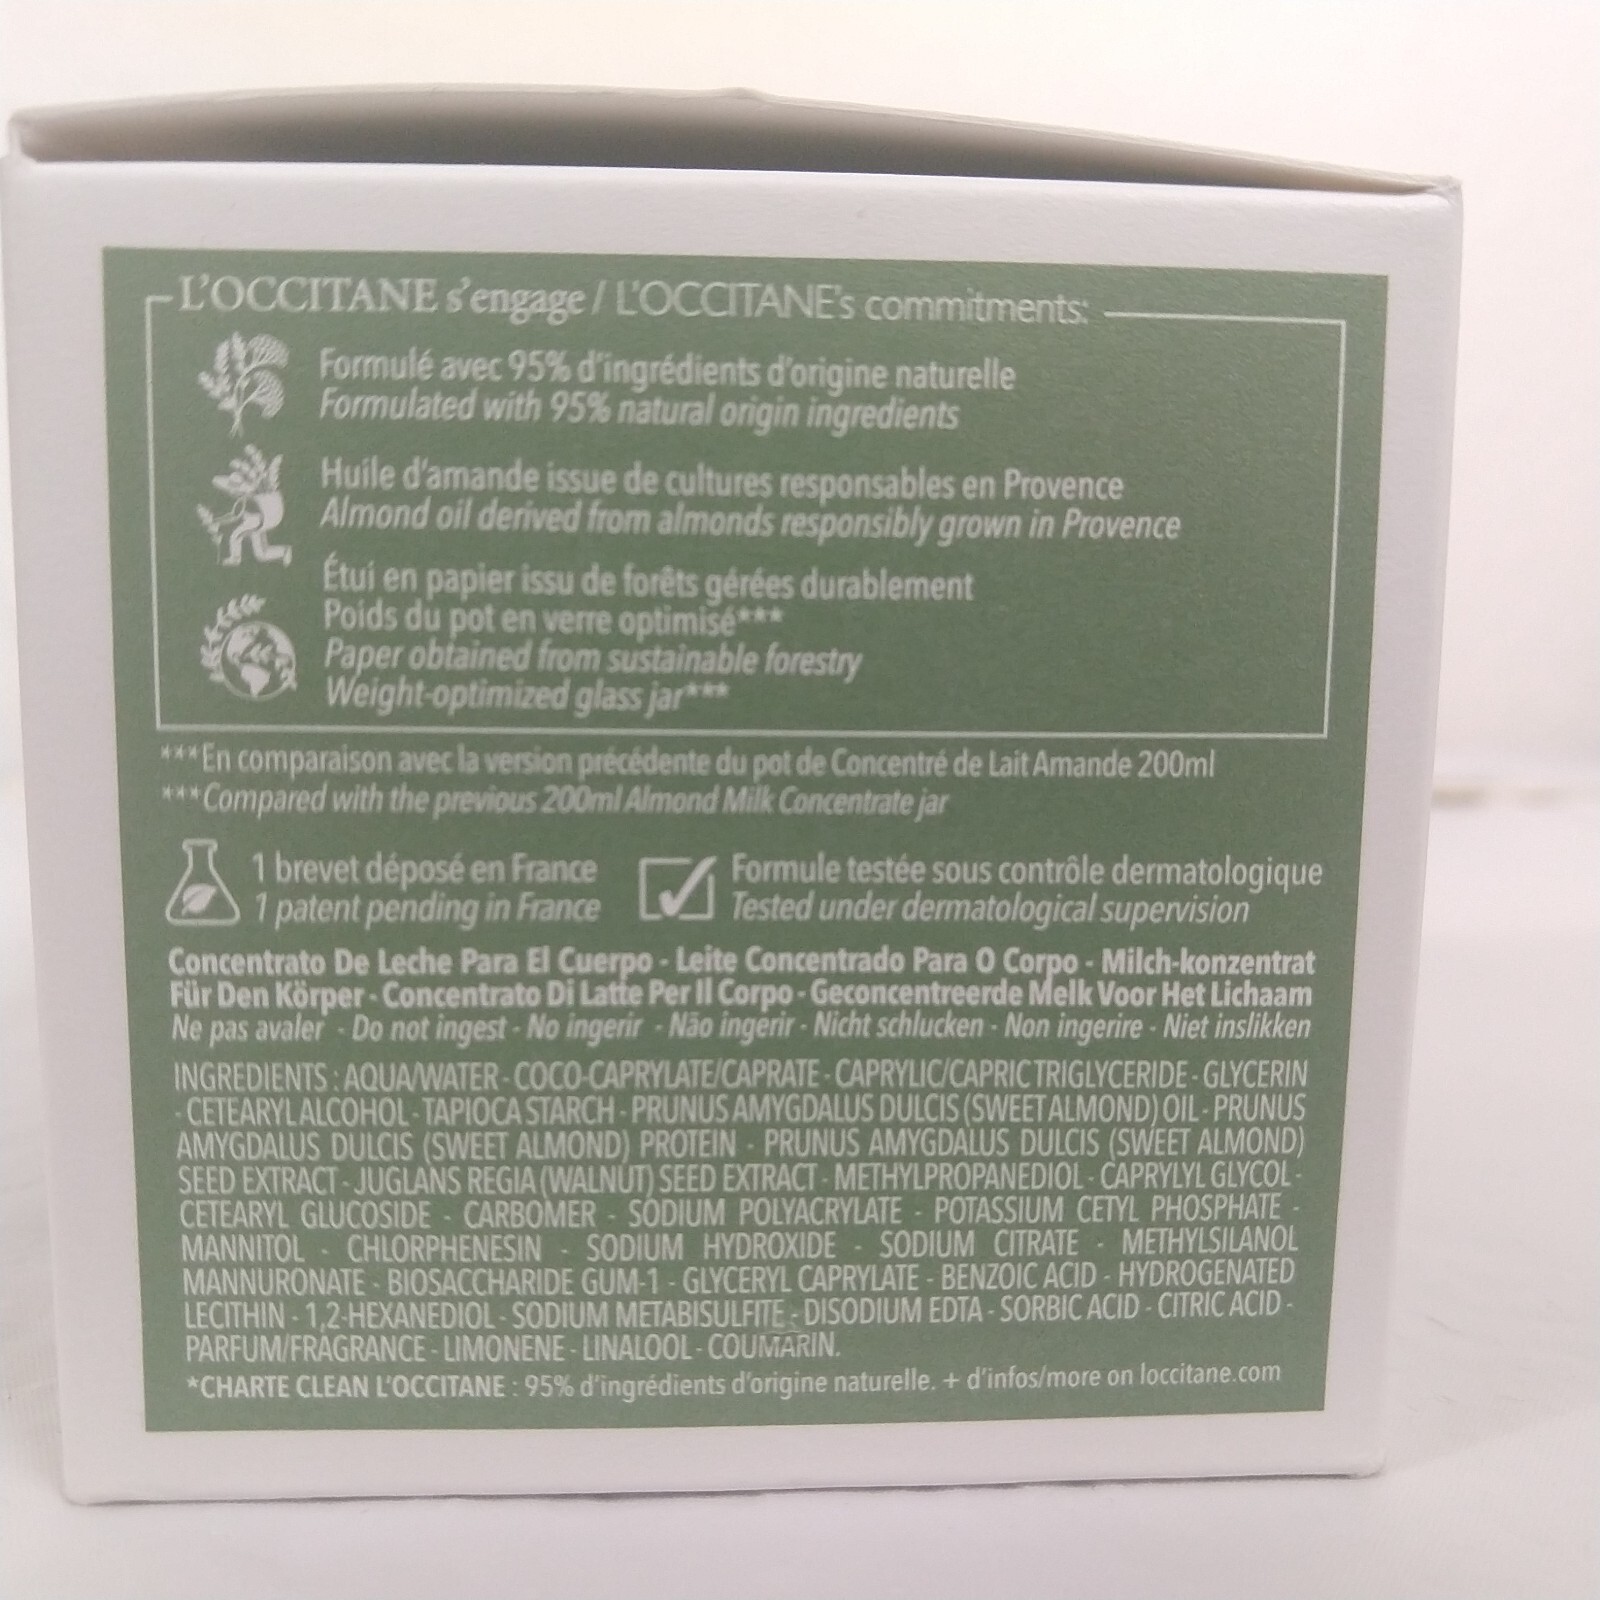 L'OCCITANE s'engage / L'OCCITANE's commitments:
Formulé avec 95% d'ingrédients d'origine naturelle
Formulated with 95% natural origin ingredients
Huile d'amande issue de cultures responsables en Provence
Almond oil derived from almonds responsibly grown in Provence
Étui en papier issu de forêts gérées durablement
Poids du pot en verre optimisé***
Paper obtained from sustainable forestry
Weight-optimized glass jar***
***En comparaison avec la version précédente du pot de Concentré de Lait Amande 200ml
***Compared with the previous 200ml Almond Milk Concentrate jar
1 brevet déposé en France
1 patent pending in France
Formule testée sous contrôle dermatologique
Tested under dermatological supervision
Concentrato De Leche Para El Cuerpo - Leite Concentrado Para O Corpo - Milch-konzentrat
Für Den Körper - Concentrato Di Latte Per Il Corpo - Geconcentreerde Melk Voor Het Lichaam
Ne pas avaler - Do not ingest - No ingerir - Não ingerir - Nicht schlucken - Non ingerire - Niet inslikken
INGREDIENTS : AQUA/WATER - COCO-CAPRYLATE/CAPRATE - CAPRYLIC/CAPRIC TRIGLYCERIDE - GLYCERIN
- CETEARYL ALCOHOL - TAPIOCA STARCH - PRUNUS AMYGDALUS DULCIS (SWEET ALMOND) OIL - PRUNUS
AMYGDALUS DULCIS (SWEET ALMOND) PROTEIN - PRUNUS AMYGDALUS DULCIS (SWEET ALMOND)
SEED EXTRACT - JUGLANS REGIA (WALNUT) SEED EXTRACT - METHYLPROPANEDIOL - CAPRYLYL GLYCOL -
CETEARYL GLUCOSIDE - CARBOMER - SODIUM POLYACRYLATE - POTASSIUM CETYL PHOSPHATE -
MANNITOL - CHLORPHENESIN - SODIUM HYDROXIDE - SODIUM CITRATE - METHYLSILANOL
MANNURONATE - BIOSACCHARIDE GUM-1 - GLYCERYL CAPRYLATE - BENZOIC ACID - HYDROGENATED
LECITHIN - 1,2-HEXANEDIOL - SODIUM METABISULFITE - DISODIUM EDTA - SORBIC ACID - CITRIC ACID -
PARFUM/FRAGRANCE - LIMONENE - LINALOOL - COUMARIN.
*CHARTE CLEAN L'OCCITANE : 95% d'ingrédients d'origine naturelle. + d'infos/more on loccitane.com